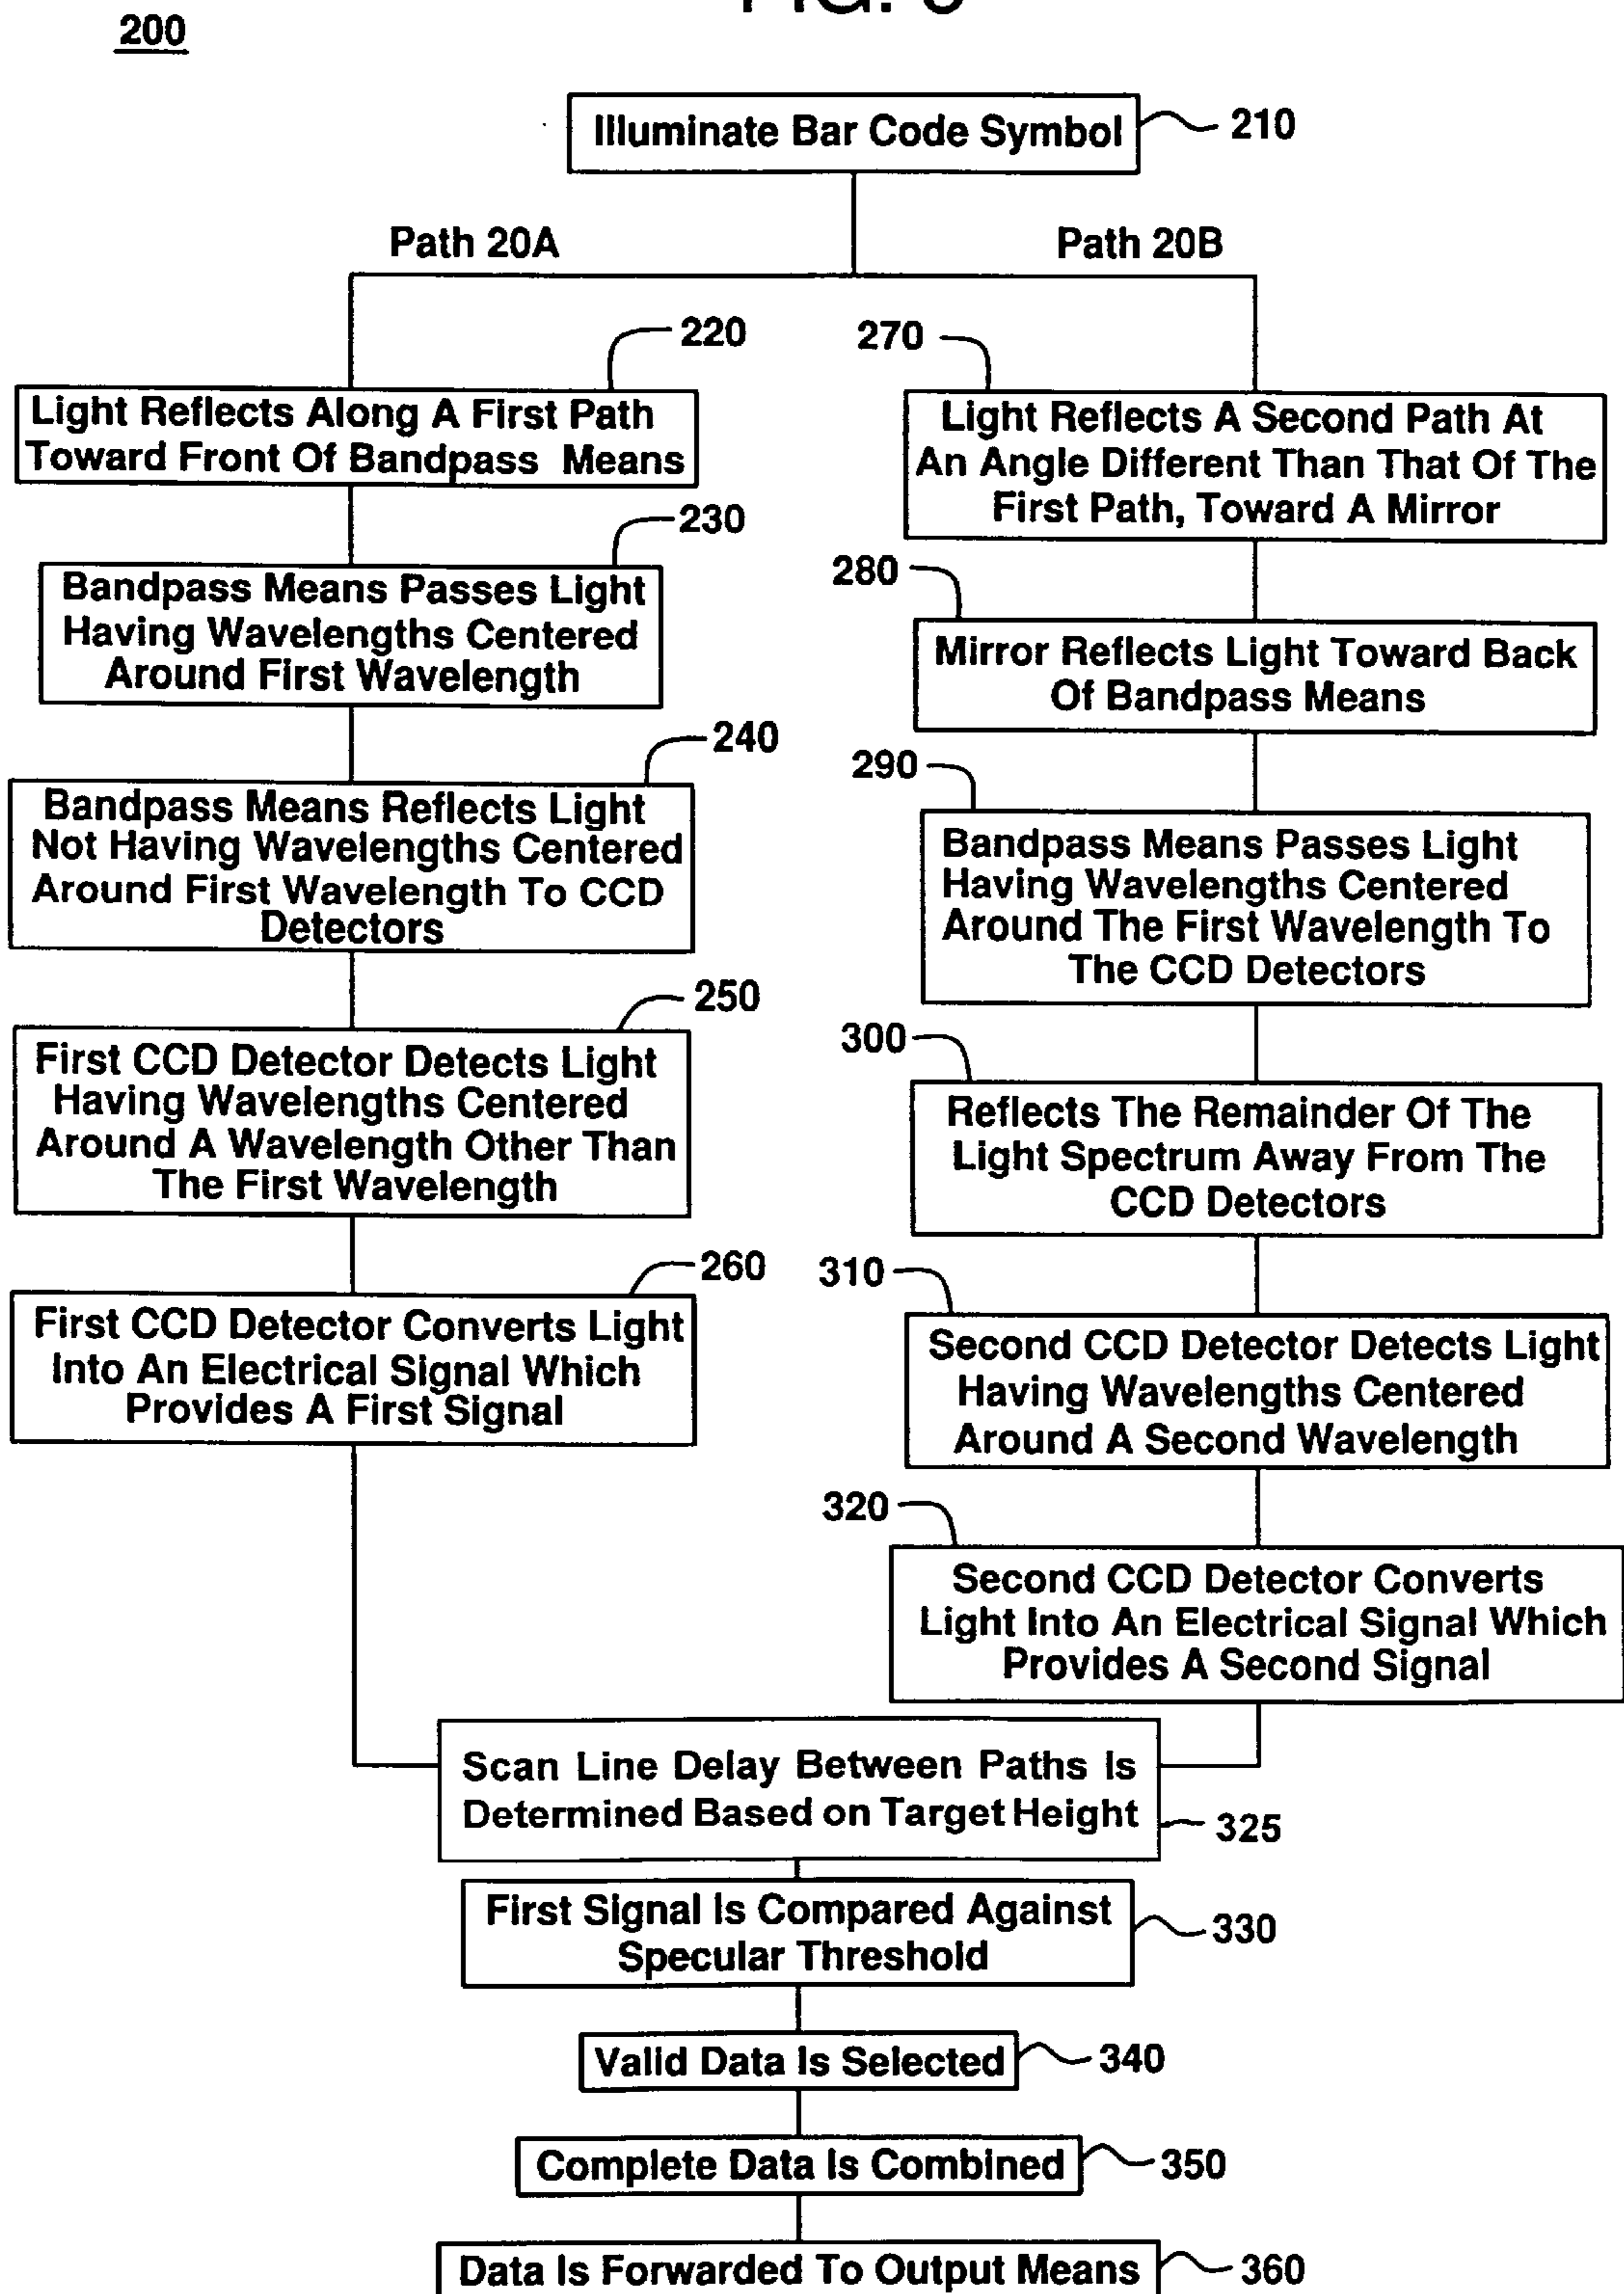 200
Illuminate Bar Code Symbol
210
Path 20A
Path 20B
220
Light Reflects Along A First Path
Toward Front Of Bandpass Means
230
Bandpass Means Passes Light
Having Wavelengths Centered
Around First Wavelength
240
Bandpass Means Reflects Light
Not Having Wavelengths Centered
Around First Wavelength To CCD
Detectors
250
First CCD Detector Detects Light
Having Wavelengths Centered
Around A Wavelength Other Than
The First Wavelength
260
First CCD Detector Converts Light
Into An Electrical Signal Which
Provides A First Signal
270
Light Reflects A Second Path At
An Angle Different Than That Of The
First Path, Toward A Mirror
280
Mirror Reflects Light Toward Back
Of Bandpass Means
290
Bandpass Means Passes Light
Having Wavelengths Centered
Around The First Wavelength To
The CCD Detectors
300
Reflects The Remainder Of The
Light Spectrum Away From The
CCD Detectors
310
Second CCD Detector Detects Light
Having Wavelengths Centered
Around A Second Wavelength
320
Second CCD Detector Converts
Light Into An Electrical Signal Which
Provides A Second Signal
Scan Line Delay Between Paths Is
Determined Based on Target Height
325
First Signal Is Compared Against
Specular Threshold
330
Valid Data Is Selected
340
Complete Data Is Combined
350
Data Is Forwarded To Output Means
360